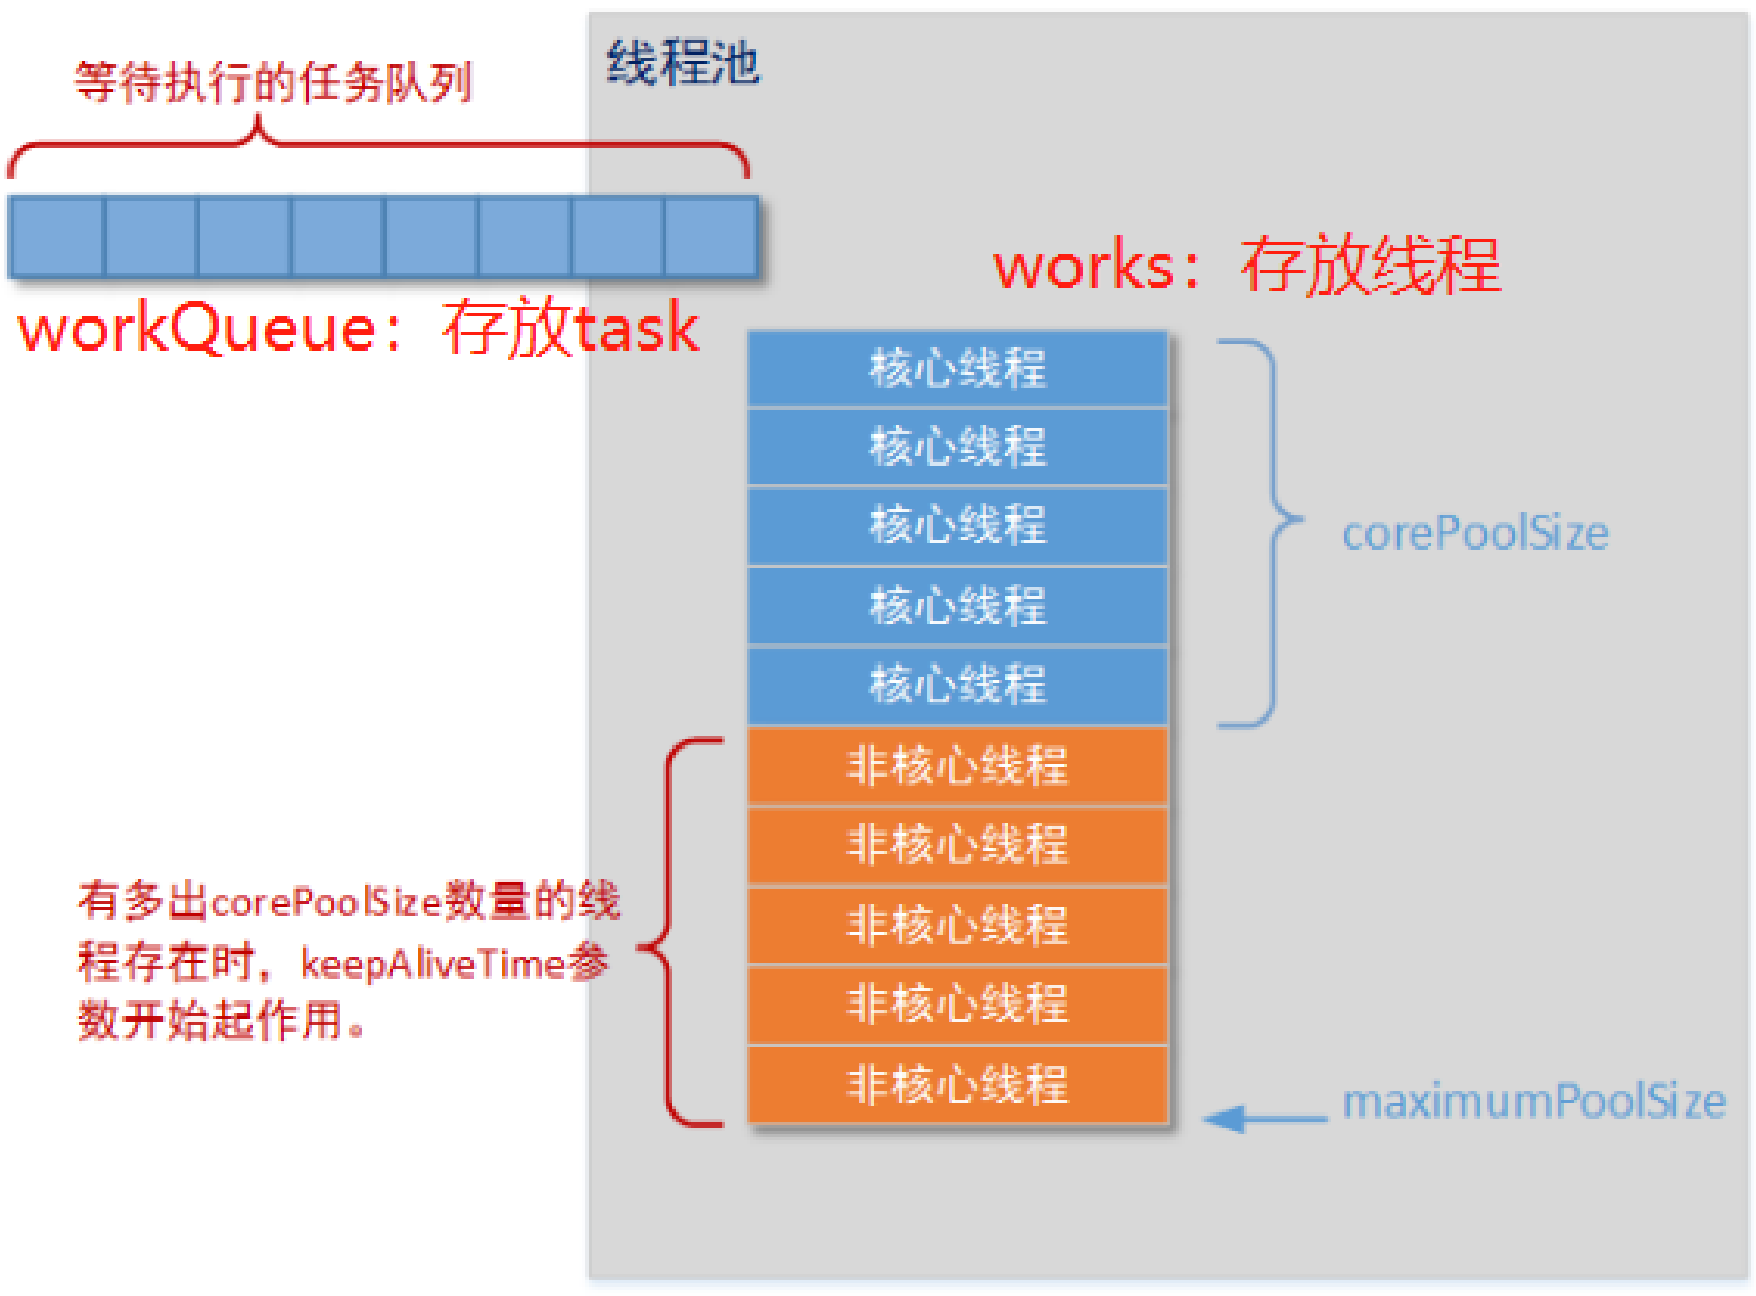 线程池
等待执行的任务队列
workQueue：存放task
works：存放线程
核心线程
核心线程
核心线程
核心线程
核心线程
非核心线程
非核心线程
非核心线程
非核心线程
非核心线程
corePoolSize
有多出corePoolSize数量的线
程存在时，keepAliveTime参
数开始起作用。
maximumPoolSize